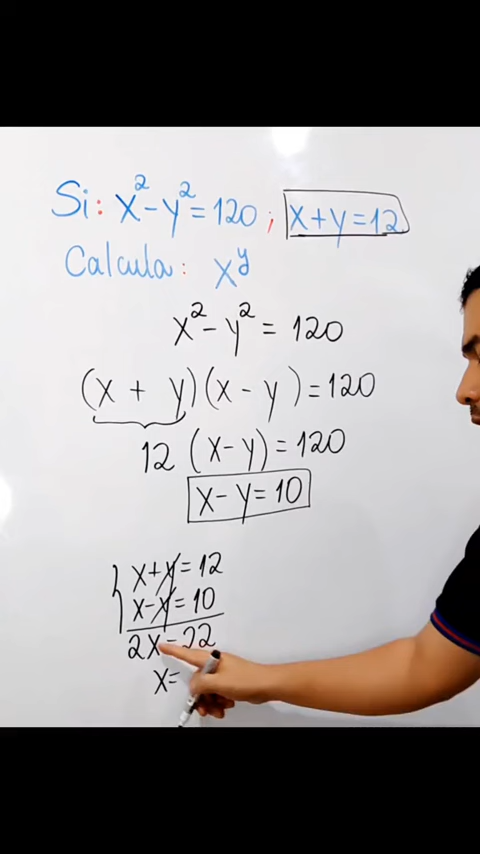 Si: x² - y² = 120 ; x + y = 12
Calcula: x^y
x² - y² = 120
(x + y)(x - y) = 120
12 (x - y) = 120
x - y = 10
x + y = 12
x - y = 10
2x = 22
x =